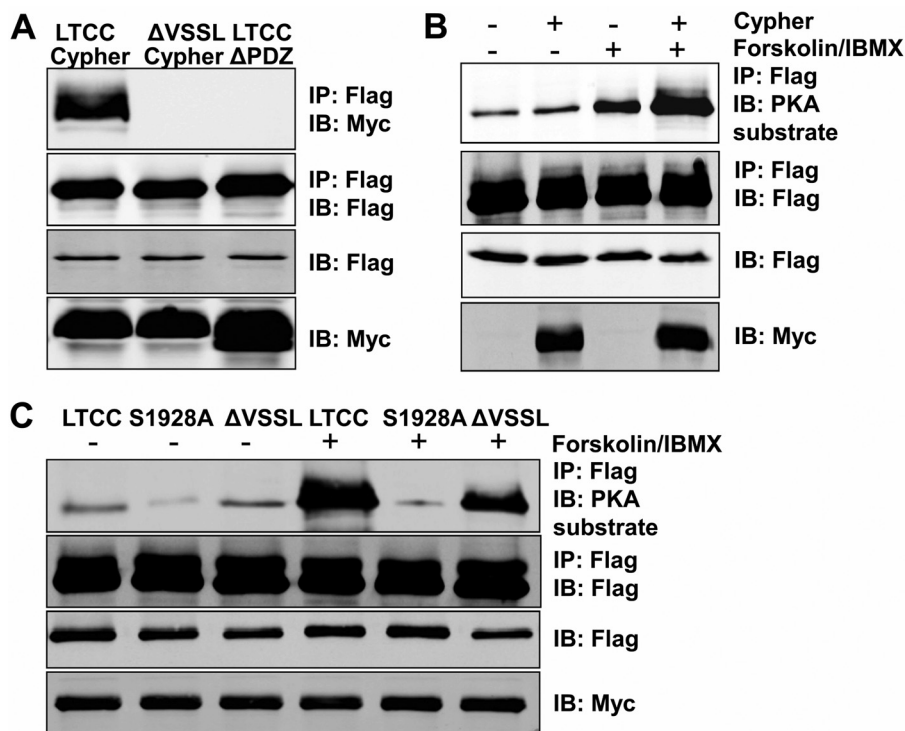 A
LTCC ΔVSSL LTCC
Cypher Cypher ΔPDZ
IP: Flag
IB: Myc
IP: Flag
IB: Flag
IB: Flag
IB: Myc
B
- + - + Cypher
- - + + Forskolin/IBMX
IP: Flag
IB: PKA
substrate
IP: Flag
IB: Flag
IB: Flag
IB: Myc
C
LTCC S1928A ΔVSSL LTCC S1928A ΔVSSL
- - - + + + Forskolin/IBMX
IP: Flag
IB: PKA
substrate
IP: Flag
IB: Flag
IB: Flag
IB: Myc